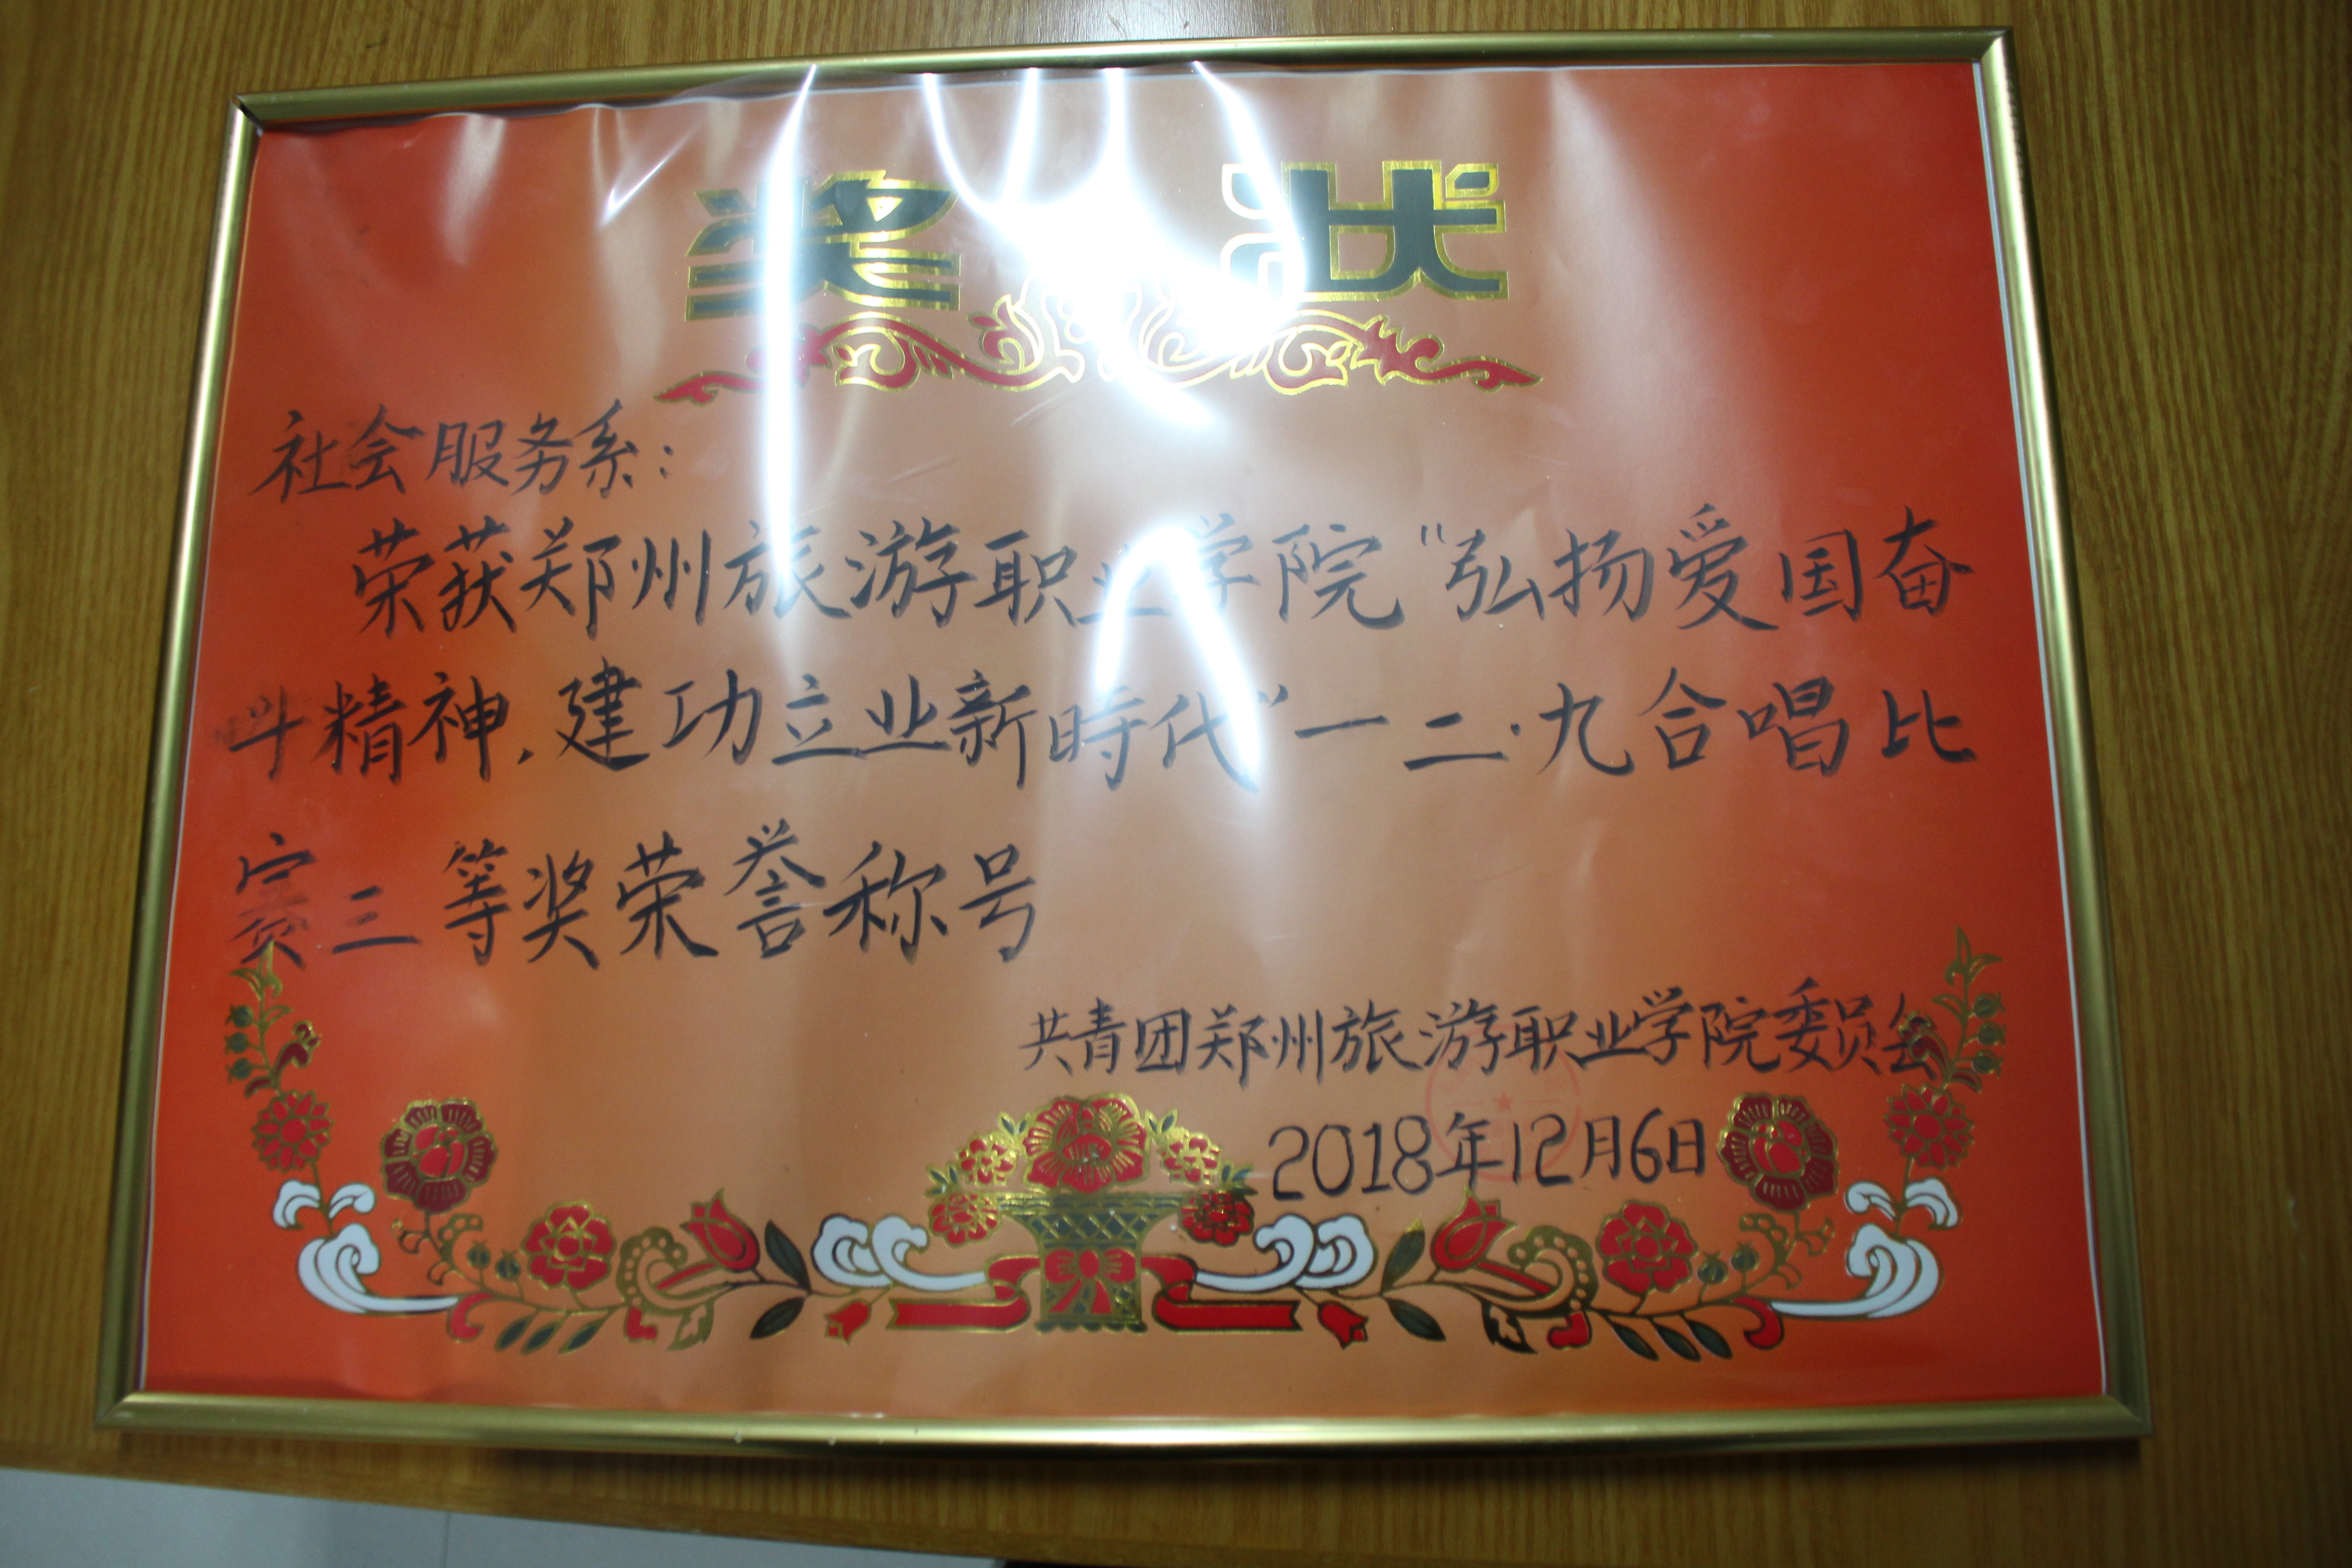 奖状
社会服务系:
荣获郑州旅游职业学院“弘扬爱国奋
斗精神,建功立业新時代”一二·九合唱比
赛三等奖荣誉称号
共青团郑州旅游职业学院委员会
2018年12月6日